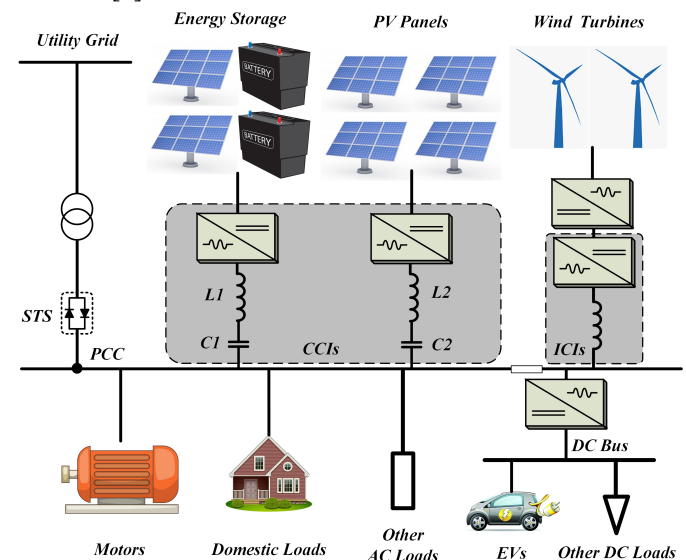 Energy Storage
PV Panels
Wind Turbines
Utility Grid
BATTERY
BATTERY
STS
L1
L2
C1
CCIs
C2
ICIs
PCC
DC Bus
Motors
Domestic Loads
Other
AC Loads
EVs
Other DC Loads